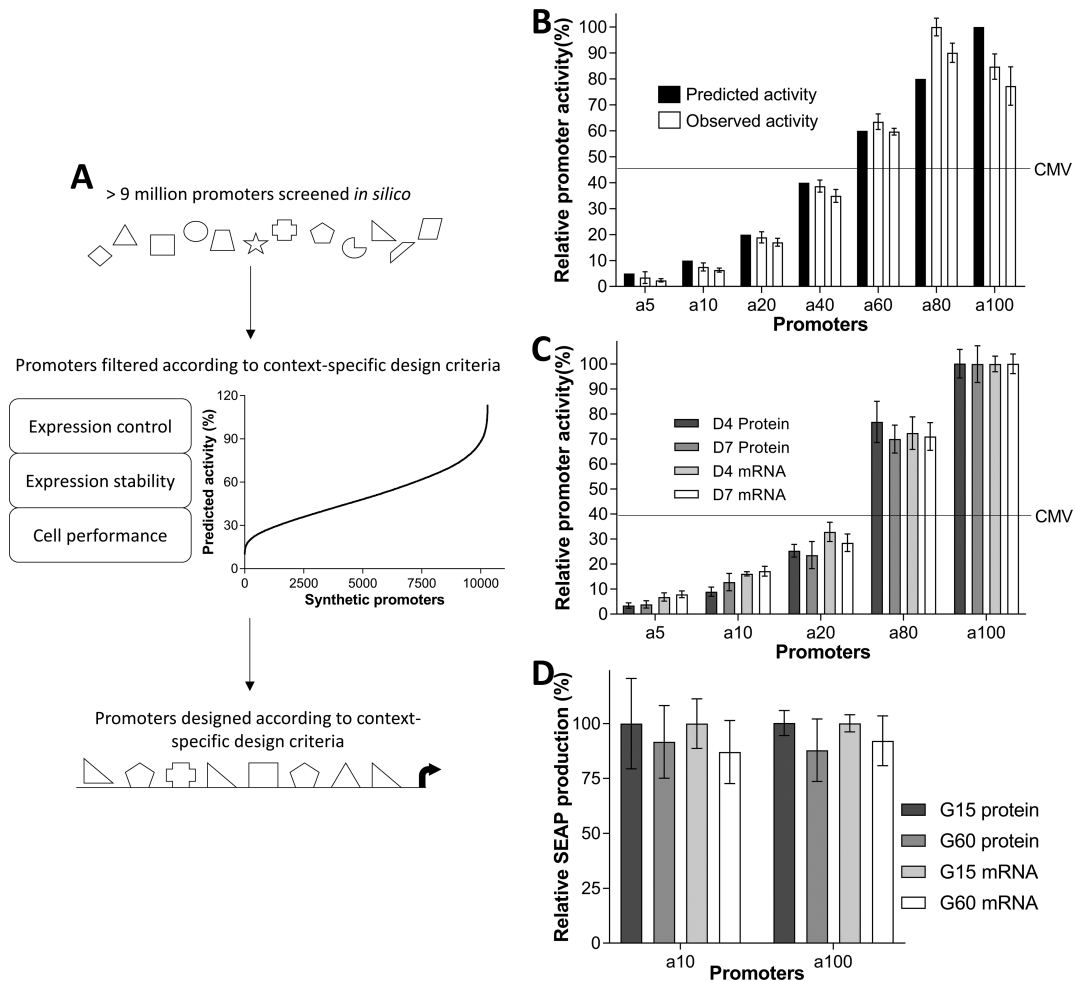 A
> 9 million promoters screened in silico
Promoters filtered according to context-specific design criteria
Expression control
Expression stability
Cell performance
Predicted activity (%)
120
90
60
30
0
0
2500
5000
7500
10000
Synthetic promoters
Promoters designed according to context-
specific design criteria
B
Relative promoter activity(%)
100
90
80
70
60
50
40
30
20
10
0
Predicted activity
Observed activity
CMV
a5
a10
a20
a40
a60
a80
a100
Promoters
C
Relative promoter activity(%)
100
90
80
70
60
50
40
30
20
10
0
D4 Protein
D7 Protein
D4 mRNA
D7 mRNA
CMV
a5
a10
a20
a80
a100
Promoters
D
Relative SEAP production (%)
100
75
50
25
0
G15 protein
G60 protein
G15 mRNA
G60 mRNA
a10
a100
Promoters